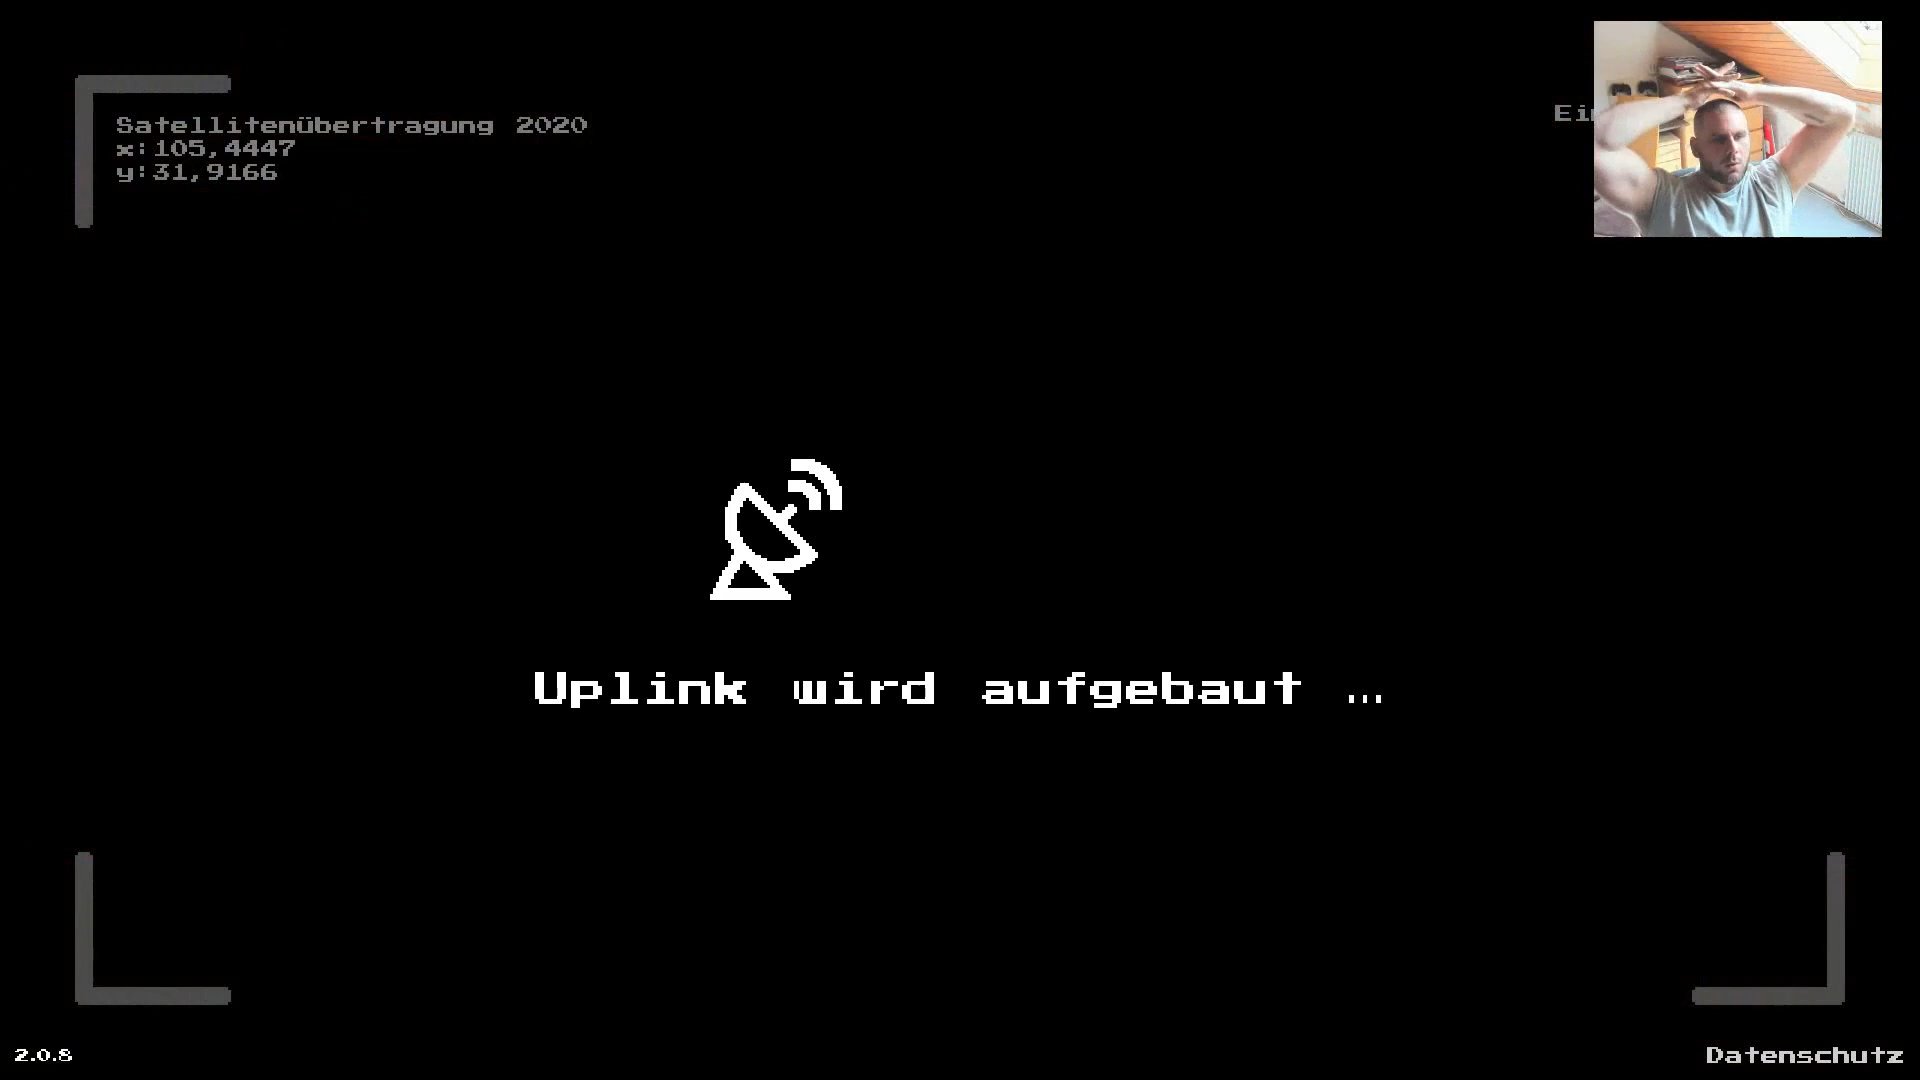 Satellitenübertragung 2020
x:105,4447
y:31,9166
Uplink wird aufgebaut ...
2.0.8
Datenschutz